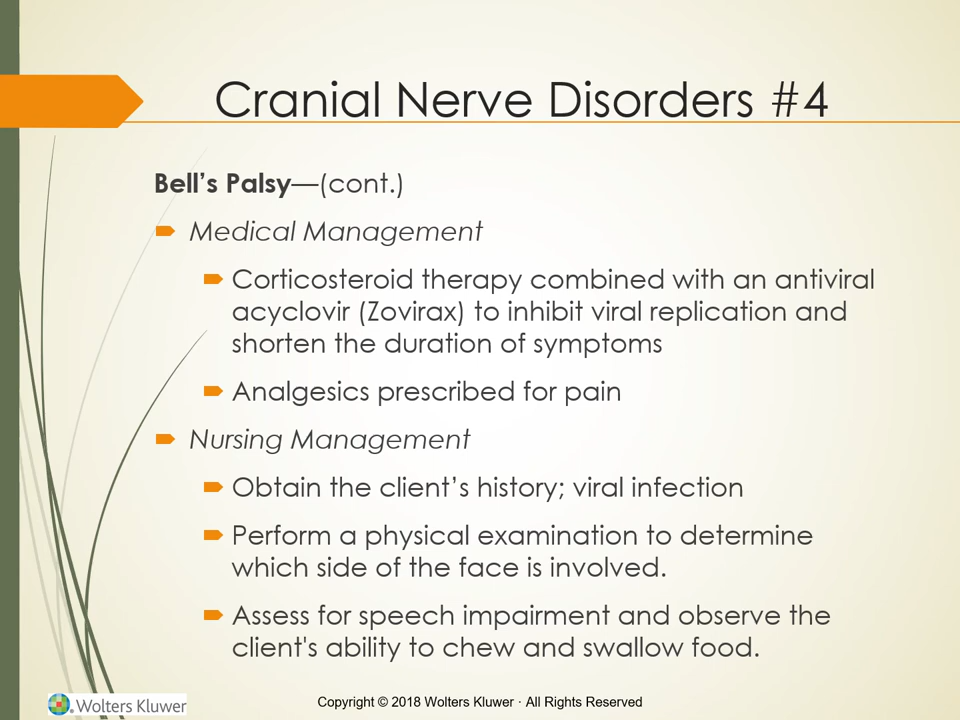 Cranial Nerve Disorders #4
Bell’s Palsy—(cont.)
Medical Management
Corticosteroid therapy combined with an antiviral
acyclovir (Zovirax) to inhibit viral replication and
shorten the duration of symptoms
Analgesics prescribed for pain
Nursing Management
Obtain the client’s history; viral infection
Perform a physical examination to determine
which side of the face is involved.
Assess for speech impairment and observe the
client's ability to chew and swallow food.
Wolters Kluwer
Copyright © 2018 Wolters Kluwer · All Rights Reserved